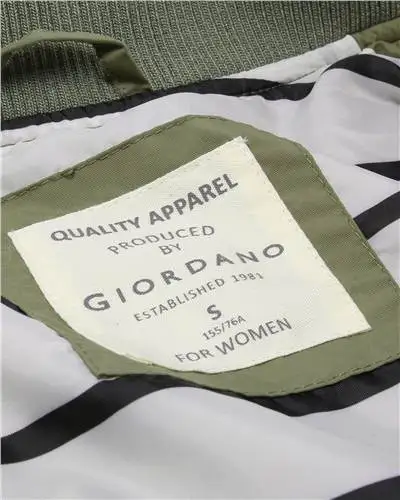 QUALITY APPAREL
PRODUCED
BY
GIORDANO
ESTABLISHED 1981
S
155/76A
FOR WOMEN